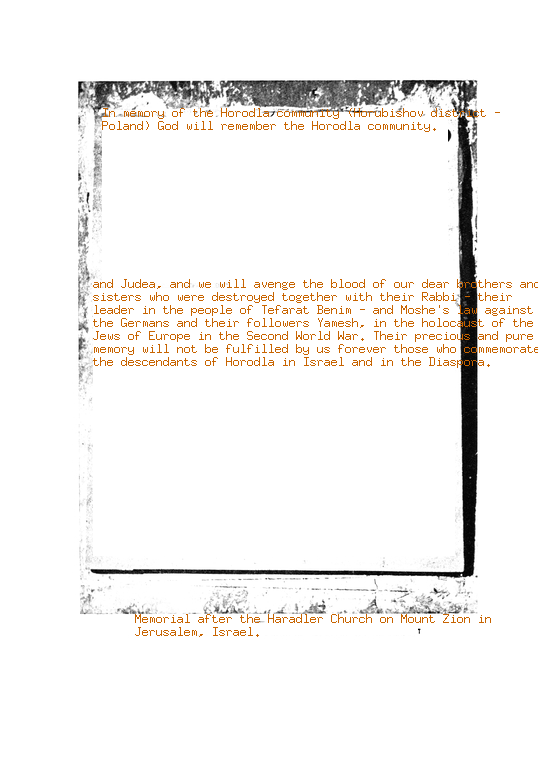 In memory of the Horodla community (Horubishov district -
Poland) God will remember the Horodla community.
and Judea, and we will avenge the blood of our dear brothers and
sisters who were destroyed together with their Rabbi - their
leader in the people of Tefarat Benim - and Moshe's law against
the Germans and their followers Yamesh, in the holocaust of the
Jews of Europe in the Second World War. Their precious and pure
memory will not be fulfilled by us forever those who commemorate
the descendants of Horodla in Israel and in the Diaspora.
Memorial after the Haradler Church on Mount Zion in
Jerusalem, Israel.